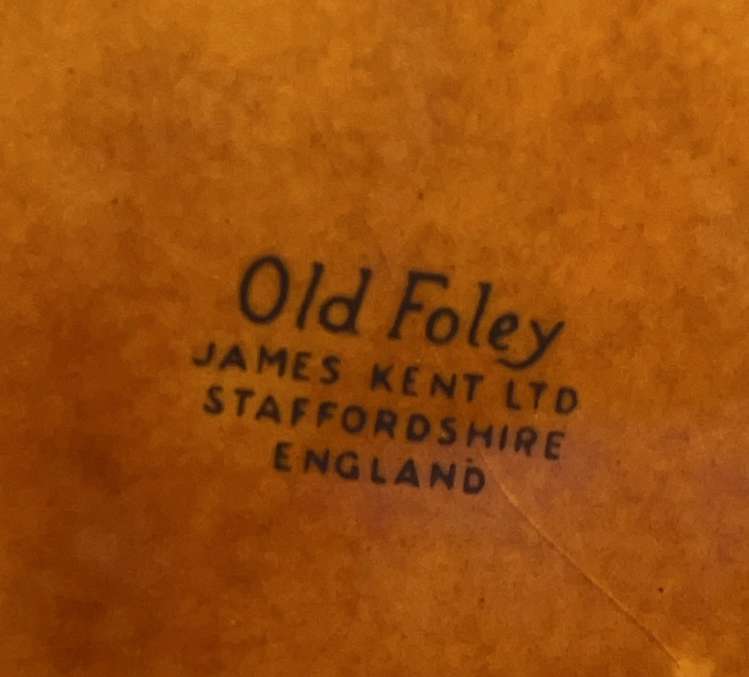 Old Foley
JAMES KENT LTD
STAFFORDSHIRE
ENGLAND